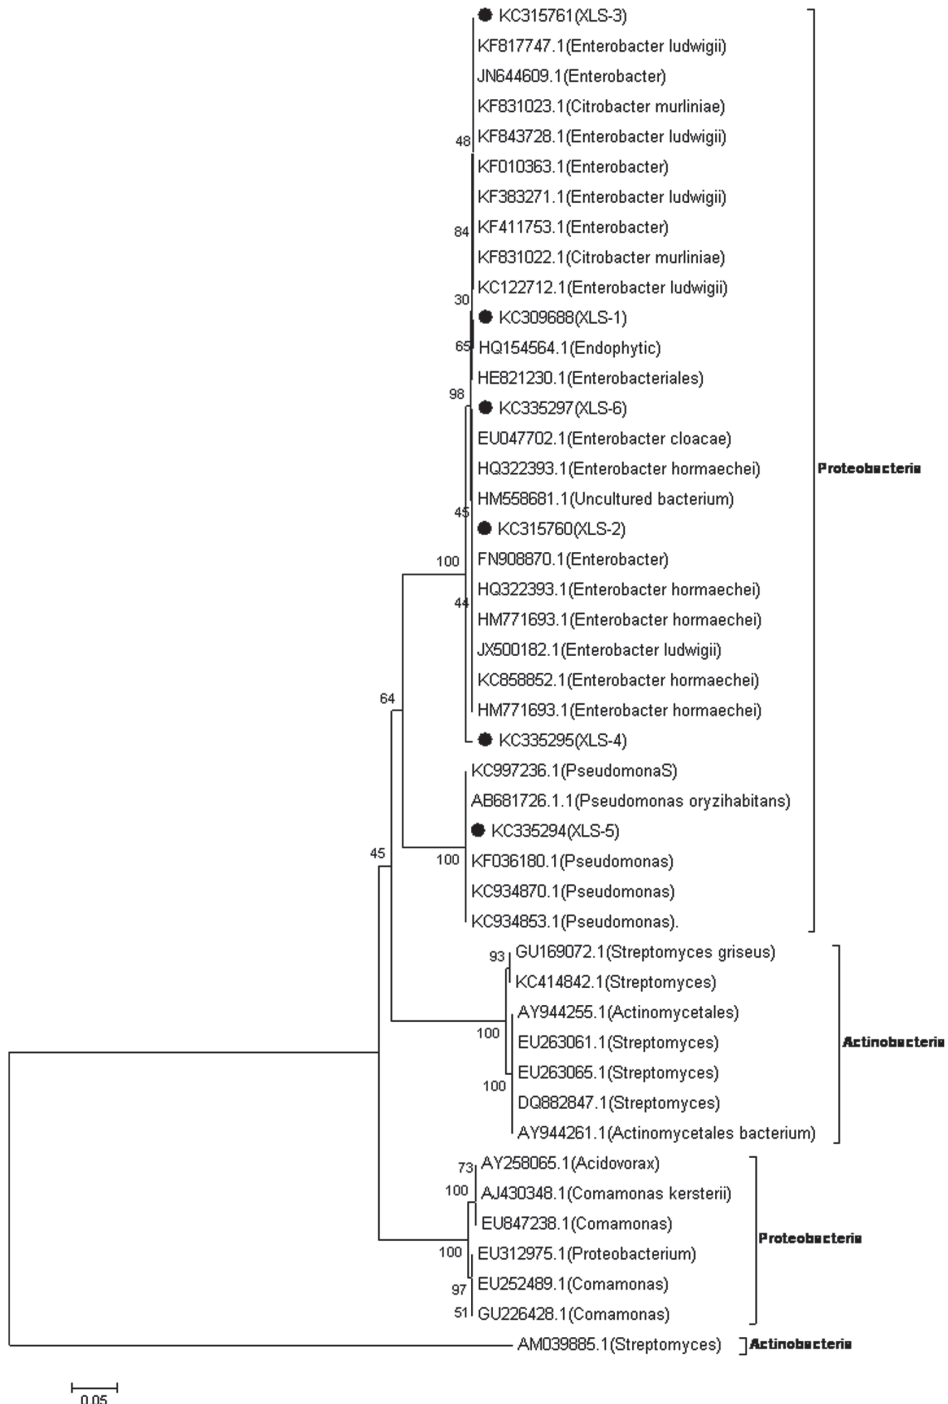 KC315761(XLS-3)
KF817747.1(Enterobacter ludwigii)
JN644609.1(Enterobacter)
KF831023.1(Citrobacter murliniae)
48
KF843728.1(Enterobacter ludwigii)
KF010363.1(Enterobacter)
KF383271.1(Enterobacter ludwigii)
84
KF411753.1(Enterobacter)
KF831022.1(Citrobacter murliniae)
KC122712.1(Enterobacter ludwigii)
30
KC309688(XLS-1)
65
HQ154564.1(Endophytic)
HE821230.1(Enterobacteriales)
98
KC335297(XLS-6)
EU047702.1(Enterobacter cloacae)
HQ322393.1(Enterobacter hormaechei)
Proteobacteria
HM558681.1(Uncultured bacterium)
45
KC315760(XLS-2)
100
FN908870.1(Enterobacter)
HQ322393.1(Enterobacter hormaechei)
44
HM771693.1(Enterobacter hormaechei)
JX500182.1(Enterobacter ludwigii)
KC858852.1(Enterobacter hormaechei)
64
HM771693.1(Enterobacter hormaechei)
KC335295(XLS-4)
KC997236.1(PseudomonaS)
AB681726.1.1(Pseudomonas oryzihabitans)
KC335294(XLS-5)
45
100
KF036180.1(Pseudomonas)
KC934870.1(Pseudomonas)
KC934853.1(Pseudomonas).
93
GU169072.1(Streptomyces griseus)
KC414842.1(Streptomyces)
AY944255.1(Actinomycetales)
100
EU263061.1(Streptomyces)
Actinobacteria
EU263065.1(Streptomyces)
100
DQ882847.1(Streptomyces)
AY944261.1(Actinomycetales bacterium)
73
AY258065.1(Acidovorax)
100
AJ430348.1(Comamonas kersterii)
EU847238.1(Comamonas)
Proteobacteria
100
EU312975.1(Proteobacterium)
97
EU252489.1(Comamonas)
51
GU226428.1(Comamonas)
AM039885.1(Streptomyces)
Actinobacteria
0.05